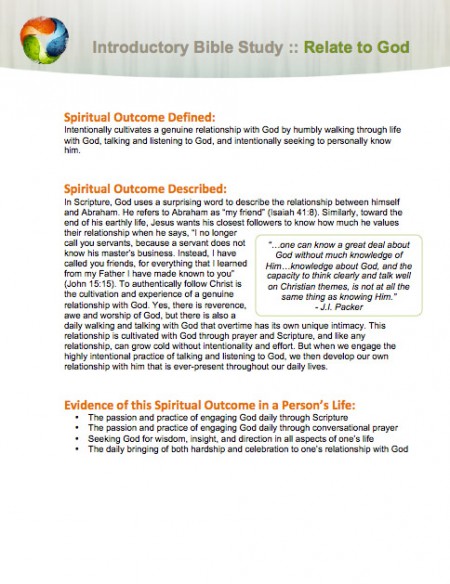 Introductory Bible Study :: Relate to God
Spiritual Outcome Defined:
Intentionally cultivates a genuine relationship with God by humbly walking through life
with God, talking and listening to God, and intentionally seeking to personally know
him.
Spiritual Outcome Described:
In Scripture, God uses a surprising word to describe the relationship between himself
and Abraham. He refers to Abraham as “my friend” (Isaiah 41:8). Similarly, toward the
end of his earthly life, Jesus wants his closest followers to know how much he values
their relationship when he says, “I no longer
call you servants, because a servant does not
know his master’s business. Instead, I have
called you friends, for everything that I learned
from my Father I have made known to you”
(John 15:15). To authentically follow Christ is
the cultivation and experience of a genuine
relationship with God. Yes, there is reverence,
awe and worship of God, but there is also a
“…one can know a great deal about
God without much knowledge of
Him…knowledge about God, and the
capacity to think clearly and talk well
on Christian themes, is not at all the
same thing as knowing Him.”
- J.I. Packer
daily walking and talking with God that overtime has its own unique intimacy. This
relationship is cultivated with God through prayer and Scripture, and like any
relationship, can grow cold without intentionality and effort. But when we engage the
highly intentional practice of talking and listening to God, we then develop our own
relationship with him that is ever-present throughout our daily lives.
Evidence of this Spiritual Outcome in a Person’s Life:
• The passion and practice of engaging God daily through Scripture
• The passion and practice of engaging God daily through conversational prayer
• Seeking God for wisdom, insight, and direction in all aspects of one’s life
• The daily bringing of both hardship and celebration to one’s relationship with God